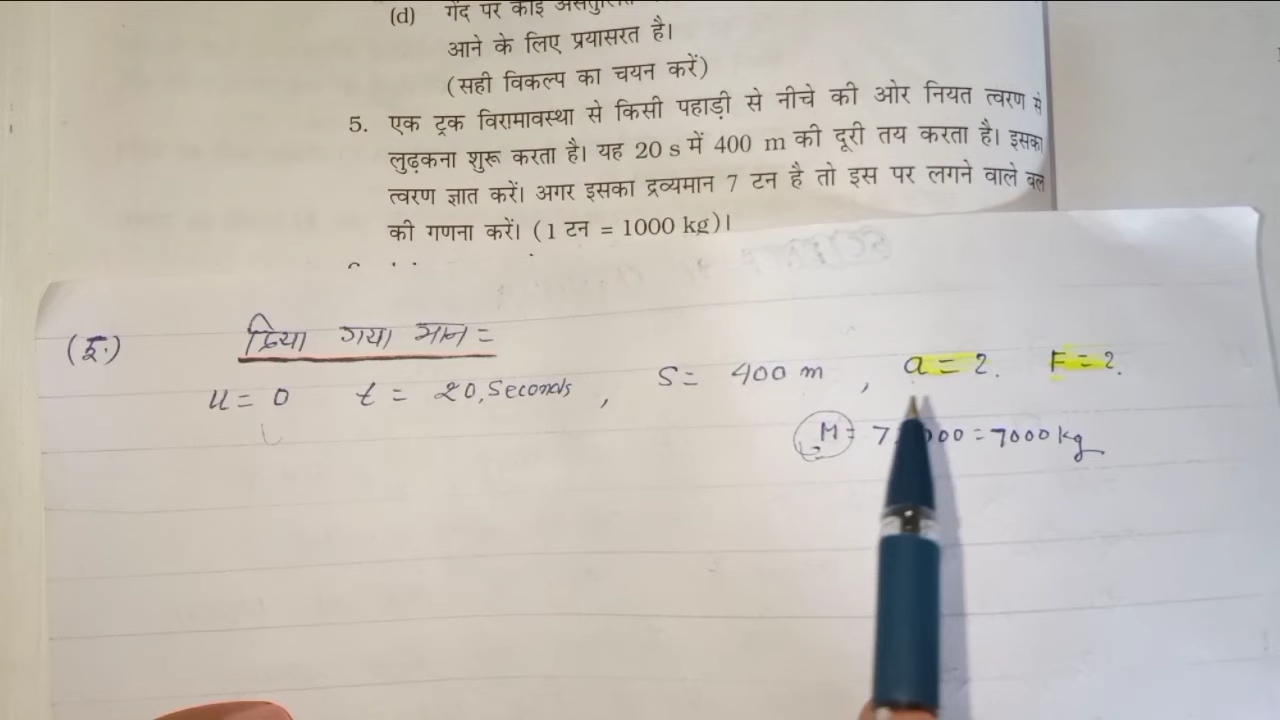 (d) गेंद पर कोई
आने के लिए प्रयासरत है।
(सही विकल्प का चयन करें)
5. एक ट्रक विरामावस्था से किसी पहाड़ी से नीचे की ओर नियत त्वरण से
लुढ़कना शुरू करता है। यह 20 s में 400 m की दूरी तय करता है। इसका
त्वरण ज्ञात करें। अगर इसका द्रव्यमान 7 टन है तो इस पर लगने वाले बल
की गणना करें। (1 टन = 1000 kg)।
दिया गया मान =
u = 0 t = 20, Seconds, S = 400 m, a = ?. F = ?.
M = 7 000 = 7000 kg